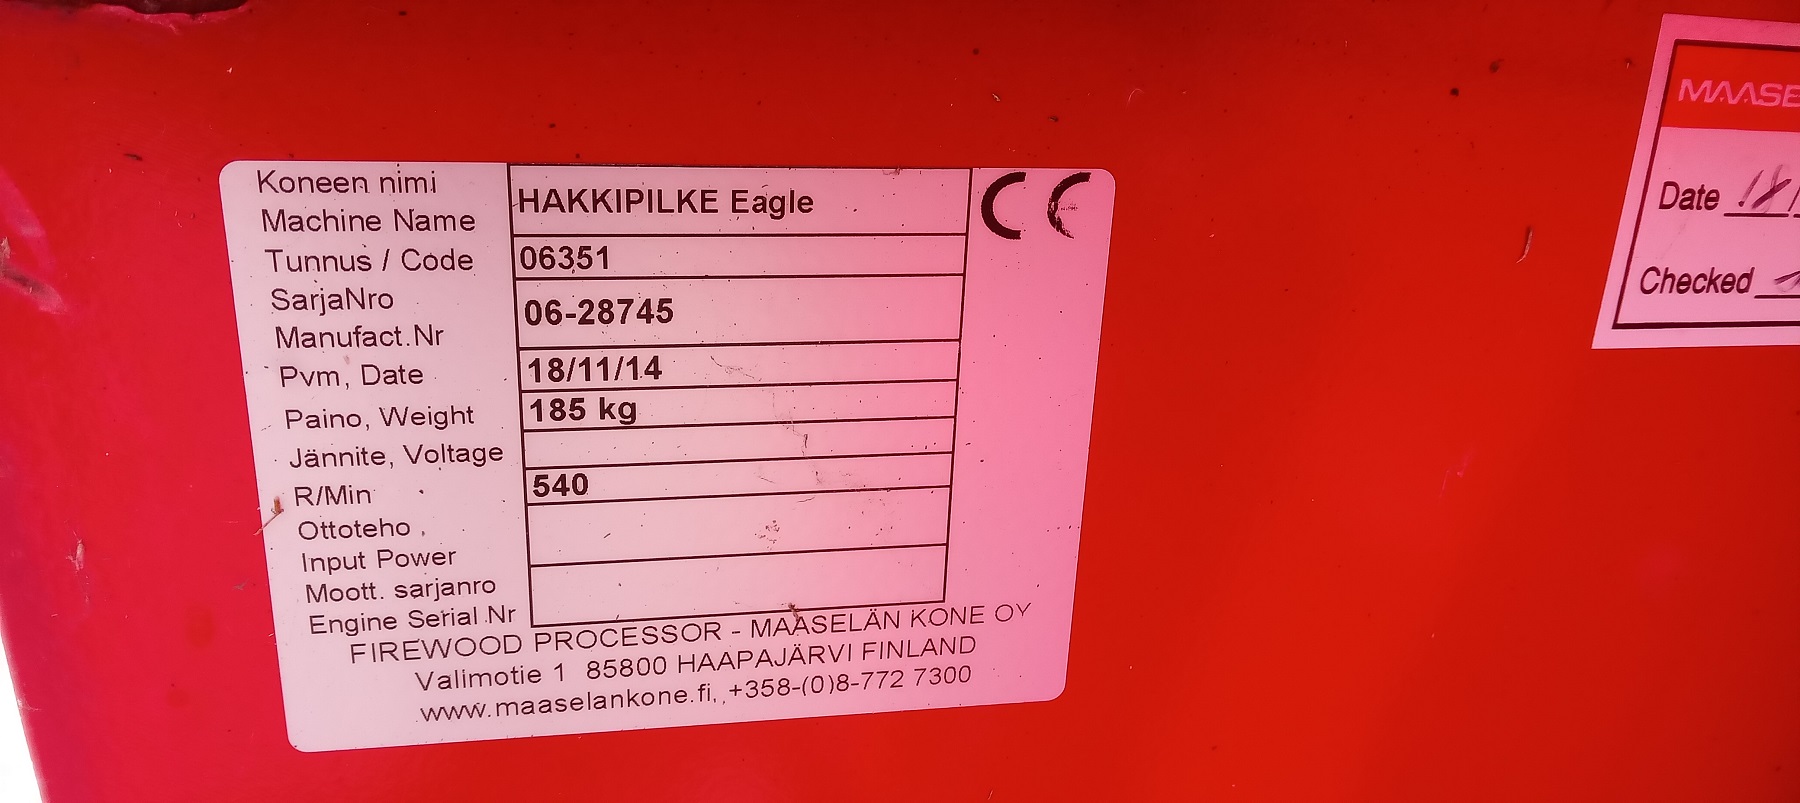 Koneen nimi
Machine Name
HAKKIPILKE Eagle
CE
Tunnus / Code
06351
SarjaNro
Manufact.Nr
06-28745
Pvm, Date
18/11/14
Paino, Weight
185 kg
Jännite, Voltage
R/Min
540
Ottoteho
Input Power
Moott. sarjanro
Engine Serial Nr
FIREWOOD PROCESSOR - MAASELÄN KONE OY
Valimotie 1 85800 HAAPAJÄRVI FINLAND
www.maaselankone.fi, +358-(0)8-772 7300
Date
Checked